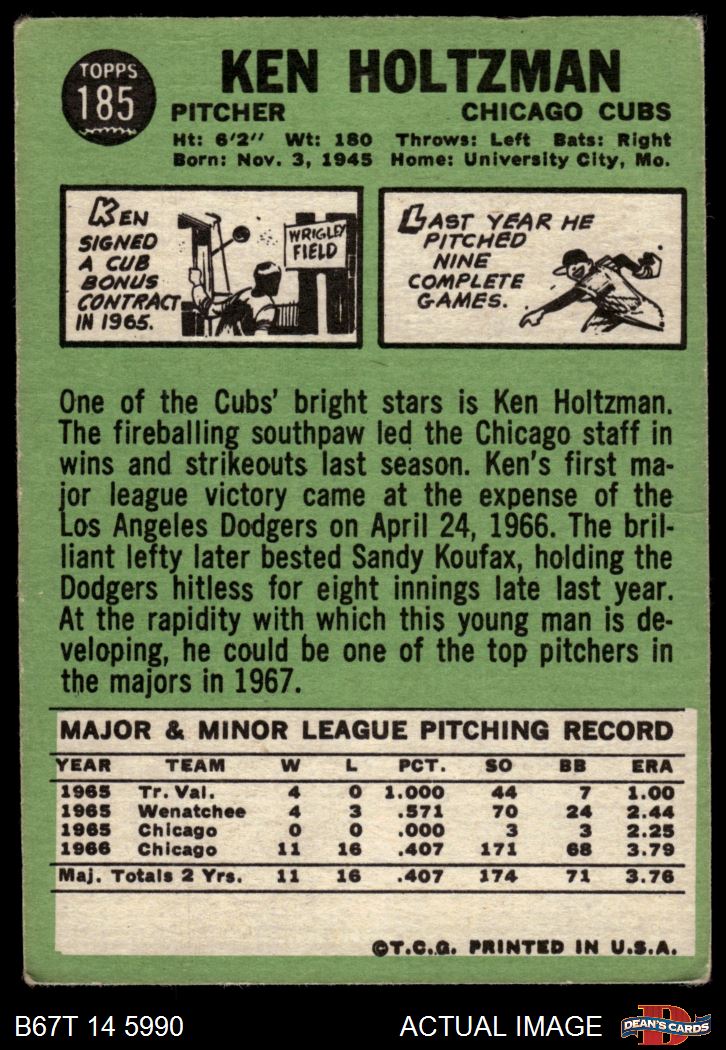 TOPPS
185
KEN HOLTZMAN
PITCHER CHICAGO CUBS
Ht: 6'2" Wt: 180 Throws: Left Bats: Right
Born: Nov. 3, 1945 Home: University City, Mo.
KEN
SIGNED
A CUB
BONUS
CONTRACT
IN 1965.
WRIGLEY
FIELD
LAST YEAR HE
PITCHED
NINE
COMPLETE
GAMES.
One of the Cubs' bright stars is Ken Holtzman.
The fireballing southpaw led the Chicago staff in
wins and strikeouts last season. Ken's first ma-
jor league victory came at the expense of the
Los Angeles Dodgers on April 24, 1966. The bril-
liant lefty later bested Sandy Koufax, holding the
Dodgers hitless for eight innings late last year.
At the rapidity with which this young man is de-
veloping, he could be one of the top pitchers in
the majors in 1967.
MAJOR & MINOR LEAGUE PITCHING RECORD
YEAR TEAM W L PCT. SO BB ERA
1965 Tr. Val. 4 0 1.000 44 7 1.00
1965 Wenatchee 4 3 .571 70 24 2.44
1965 Chicago 0 0 .000 3 3 2.25
1966 Chicago 11 16 .407 171 68 3.79
Maj. Totals 2 Yrs. 11 16 .407 174 71 3.76
©T.C.G. PRINTED IN U.S.A.
B67T 14 5990 ACTUAL IMAGE
D
DEAN'S CARDS